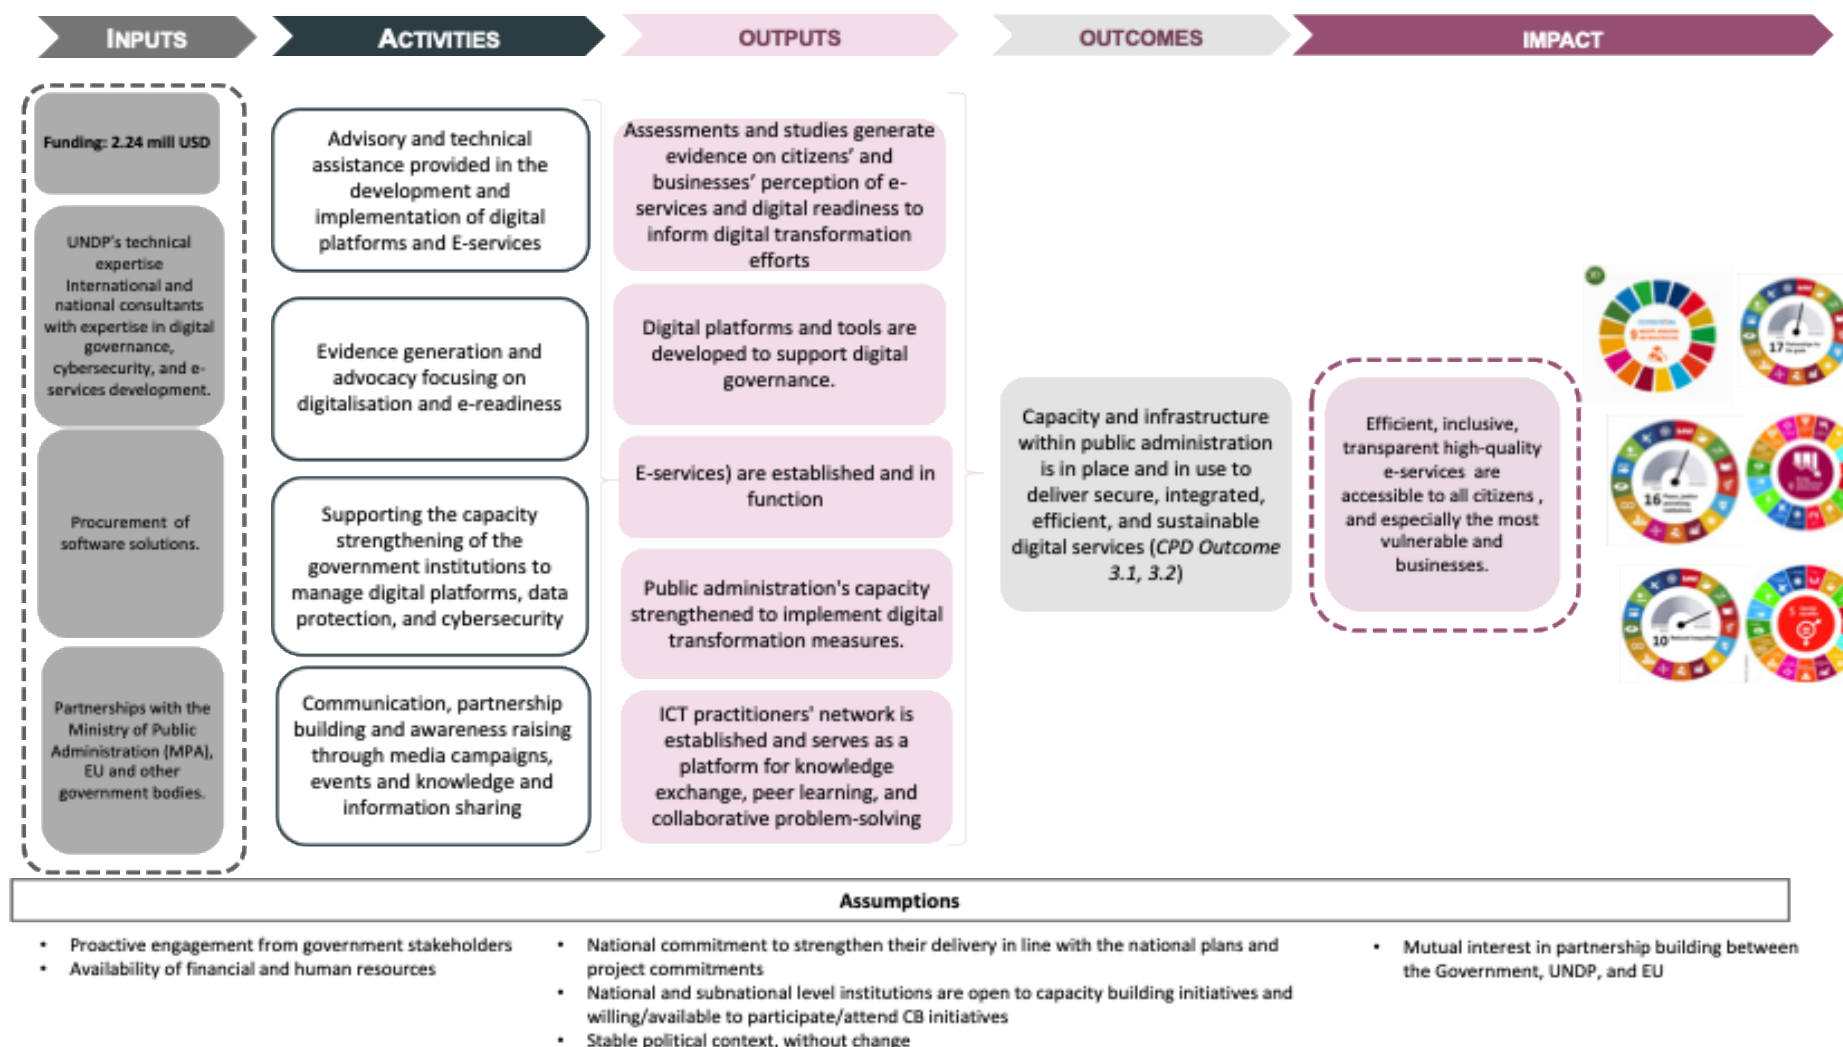 INPUTS
ACTIVITIES
OUTPUTS
OUTCOMES
IMPACT
Funding: 2.24 mill USD
UNDP's technical
expertise
International and
national consultants
with expertise in digital
governance,
cybersecurity, and e-
services development.
Procurement of
software solutions.
Partnerships with the
Ministry of Public
Administration (MPA),
EU and other
government bodies.
Advisory and technical
assistance provided in the
development and
implementation of digital
platforms and E-services
Evidence generation and
advocacy focusing on
digitalisation and e-readiness
Supporting the capacity
strengthening of the
government institutions to
manage digital platforms, data
protection, and cybersecurity
Communication, partnership
building and awareness raising
through media campaigns,
events and knowledge and
information sharing
Assessments and studies generate
evidence on citizens' and
businesses' perception of e-
services and digital readiness to
inform digital transformation
efforts
Digital platforms and tools are
developed to support digital
governance.
E-services) are established and in
function
Public administration's capacity
strengthened to implement digital
transformation measures.
ICT practitioners' network is
established and serves as a
platform for knowledge
exchange, peer learning, and
collaborative problem-solving
Capacity and infrastructure
within public administration
is in place and in use to
deliver secure, integrated,
efficient, and sustainable
digital services (CPD Outcome
3.1, 3.2)
Efficient, inclusive,
transparent high-quality
e-services are
accessible to all citizens ,
and especially the most
vulnerable and
businesses.
9
17
16
10
5
Assumptions
• Proactive engagement from government stakeholders
• Availability of financial and human resources
• National commitment to strengthen their delivery in line with the national plans and
project commitments
• National and subnational level institutions are open to capacity building initiatives and
willing/available to participate/attend CB initiatives
• Stable political context, without change
• Mutual interest in partnership building between
the Government, UNDP, and EU